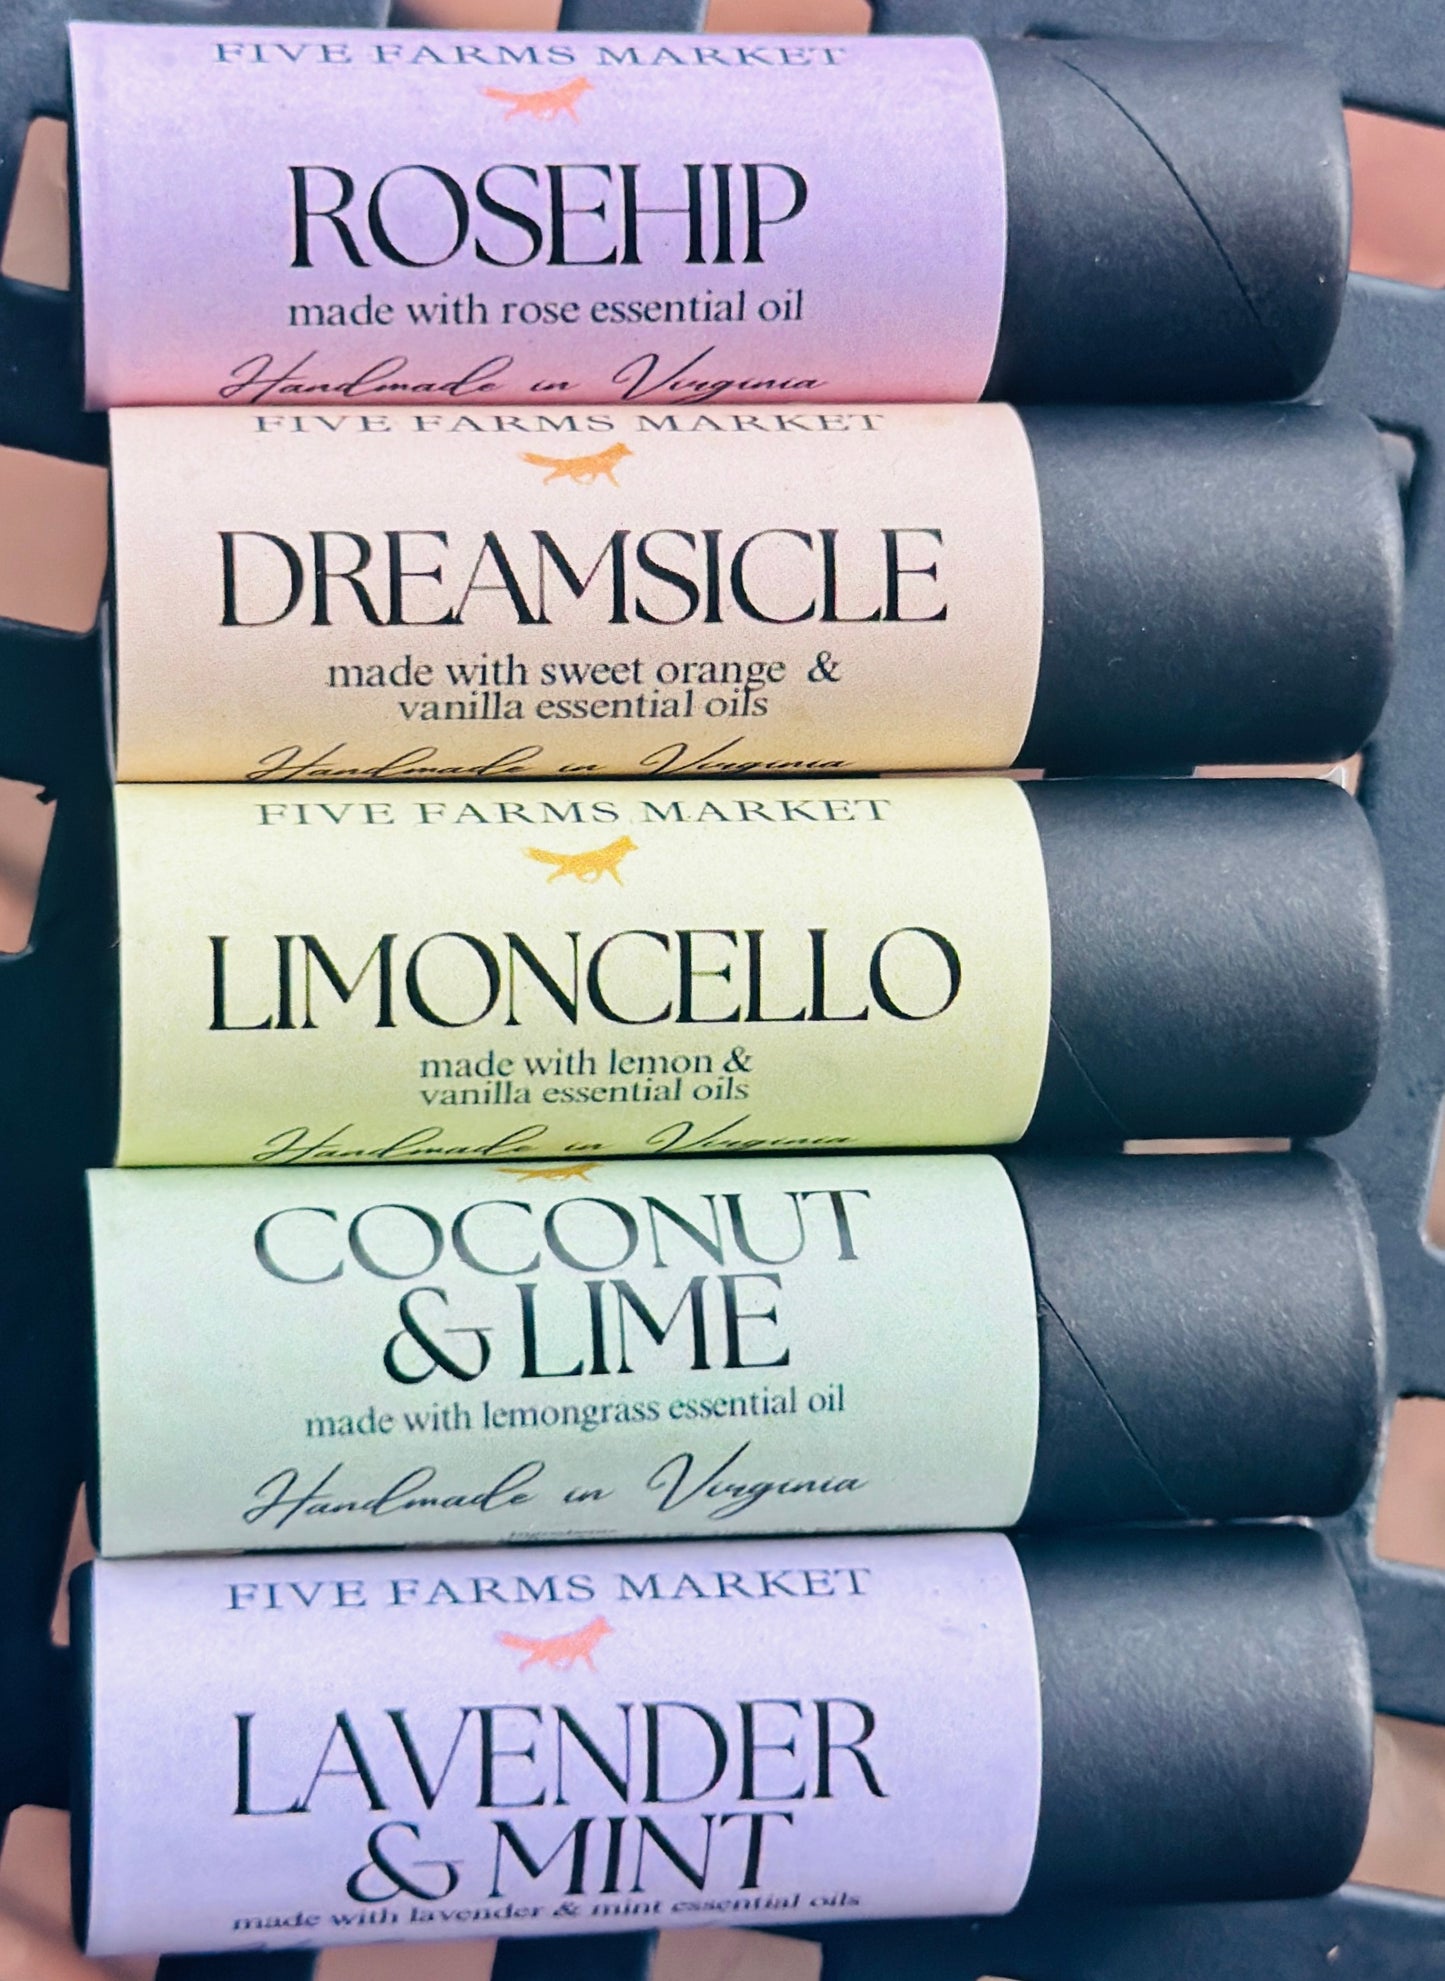 FIVE FARMS MARKET
ROSEHIP
made with rose essential oil
Handmade in Virginia
FIVE FARMS MARKET
DREAMSICLE
made with sweet orange &
vanilla essential oils
Handmade in Virginia
FIVE FARMS MARKET
LIMONCELLO
made with lemon &
vanilla essential oils
Handmade in Virginia
COCONUT
& LIME
made with lemongrass essential oil
Handmade in Virginia
FIVE FARMS MARKET
LAVENDER
& MINT
made with lavender & mint essential oils